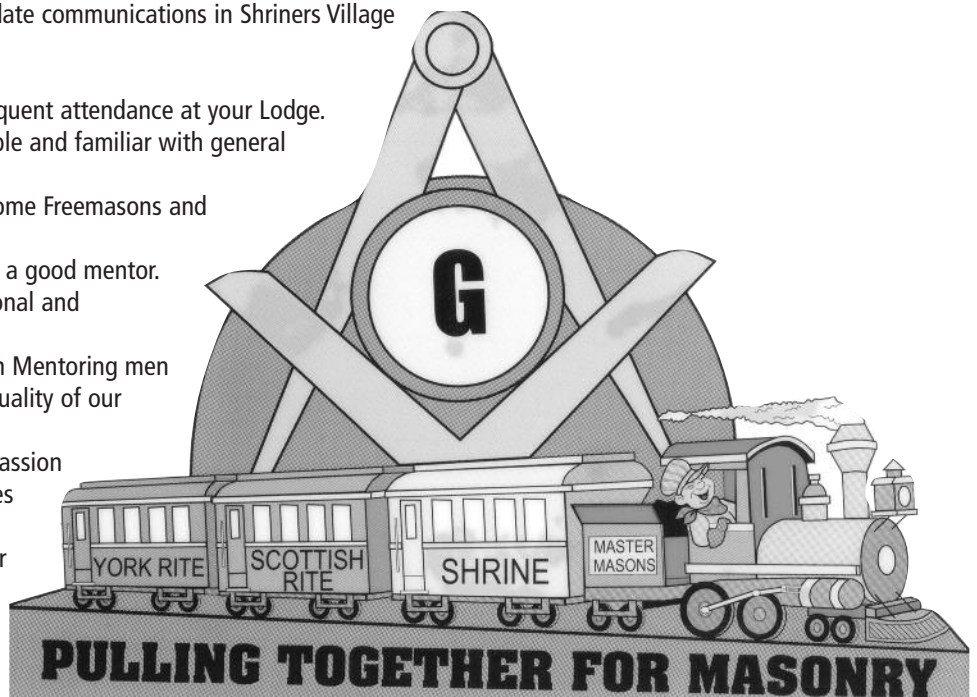 late communications in Shriners Village
quent attendance at your Lodge.
ble and familiar with general
ome Freemasons and
a good mentor.
onal and
n Mentoring men
uality of our
assion
es
r
G
YORK RITE
SCOTTISH
RITE
SHRINE
MASTER
MASONS
PULLING TOGETHER FOR MASONRY